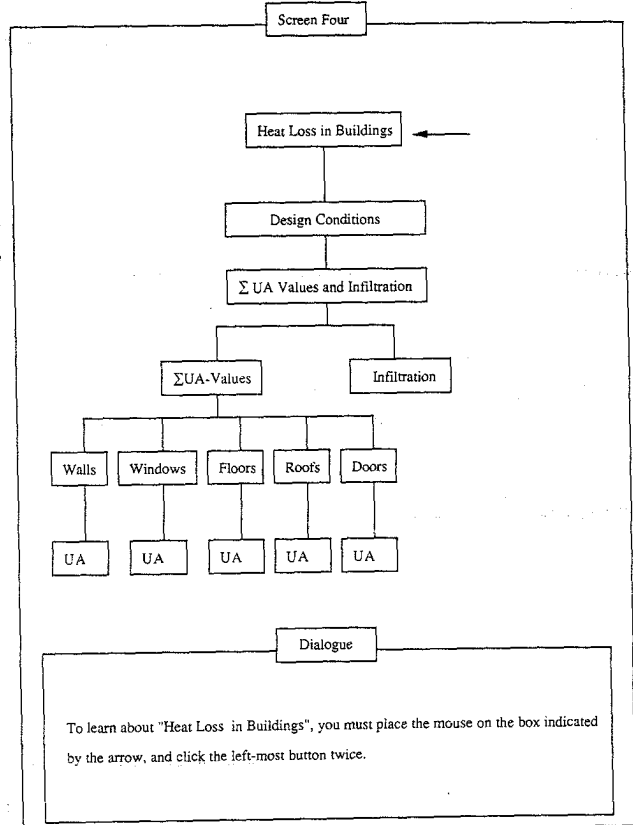 Screen Four
Heat Loss in Buildings
Design Conditions
∑ UA Values and Infiltration
∑UA-Values
Infiltration
Walls
Windows
Floors
Roofs
Doors
UA
UA
UA
UA
UA
Dialogue
To learn about "Heat Loss in Buildings", you must place the mouse on the box indicated
by the arrow, and click the left-most button twice.